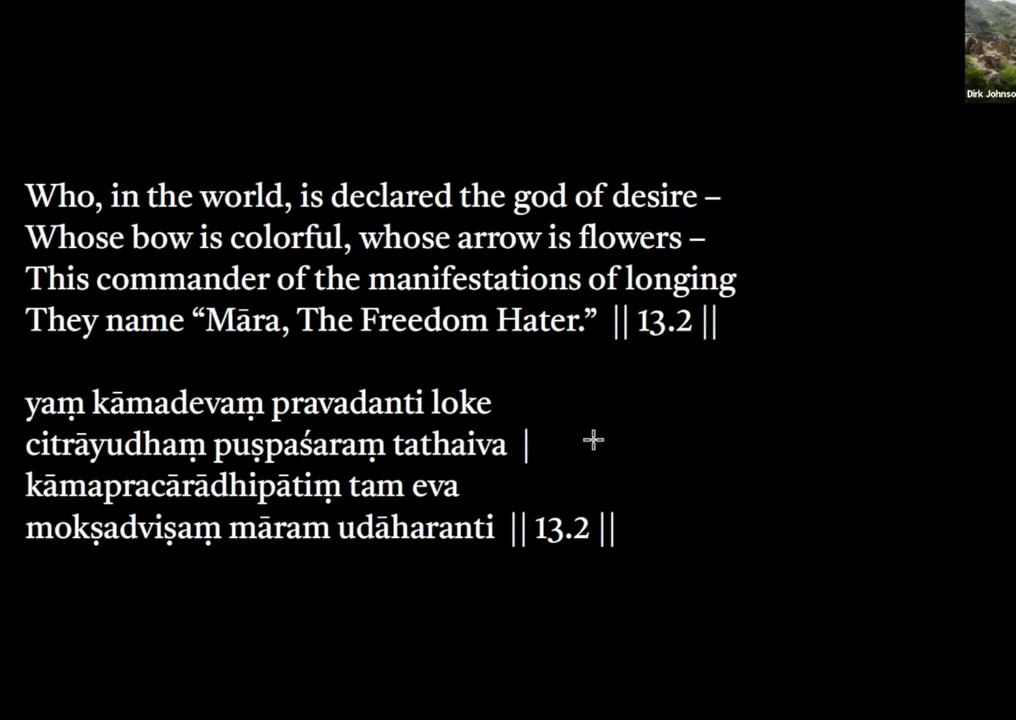 Dirk Johnso
Who, in the world, is declared the god of desire –
Whose bow is colorful, whose arrow is flowers –
This commander of the manifestations of longing
They name “Māra, The Freedom Hater.” || 13.2 ||
yaṃ kāmadevaṃ pravadanti loke
citrāyudhaṃ puṣpaśaraṃ tathaiva |
kāmapracārādhipātiṃ tam eva
mokṣadviṣaṃ māram udāharanti || 13.2 ||